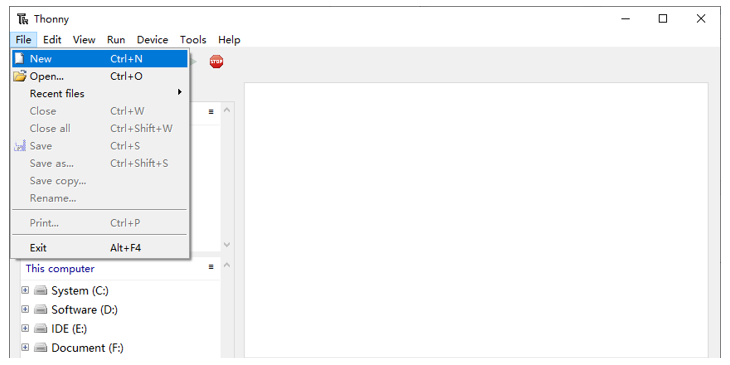 Thonny
File Edit View Run Device Tools Help
New Ctrl+N
STOP
Open... Ctrl+O
Recent files
Close Ctrl+W
Close all Ctrl+Shift+W
Save Ctrl+S
Save as... Ctrl+Shift+S
Save copy...
Rename...
Print... Ctrl+P
Exit Alt+F4
This computer
System (C:)
Software (D:)
IDE (E:)
Document (F:)